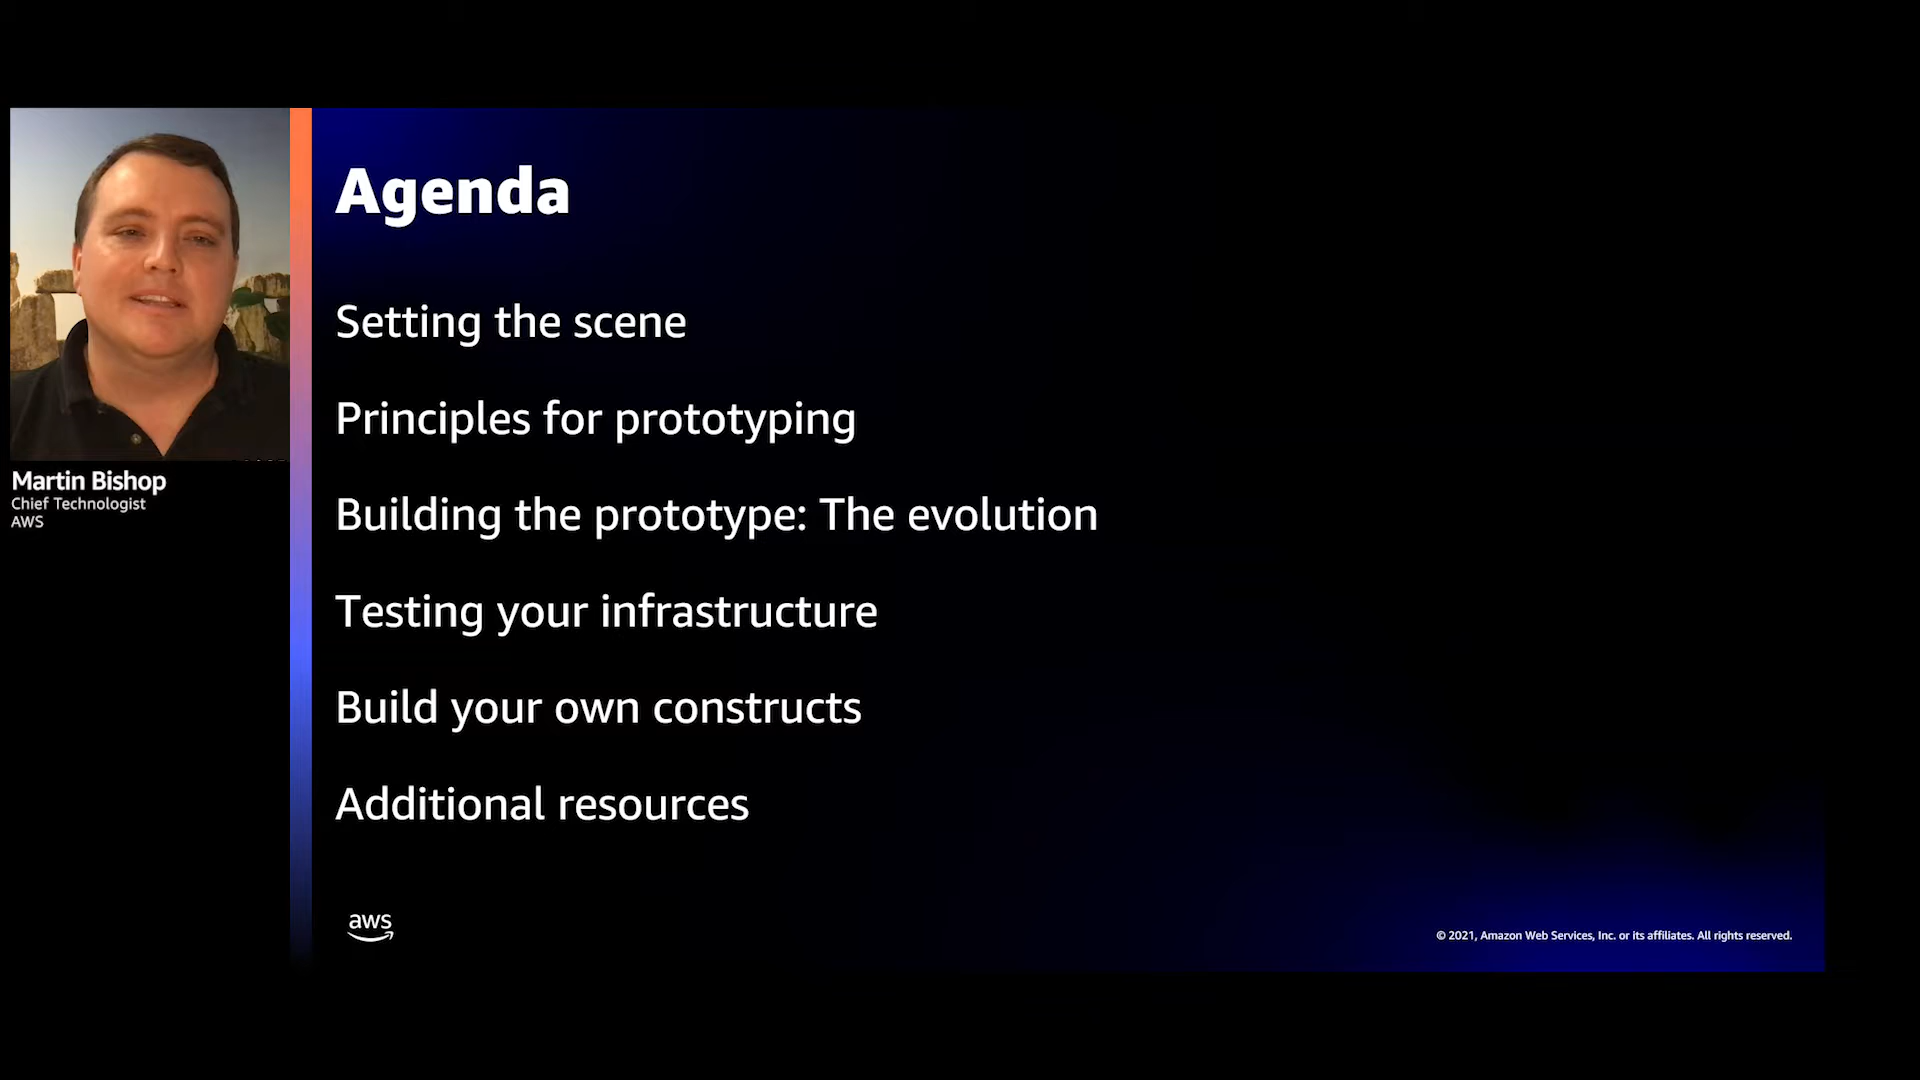 Martin Bishop
Chief Technologist
AWS
Agenda
Setting the scene
Principles for prototyping
Building the prototype: The evolution
Testing your infrastructure
Build your own constructs
Additional resources
aws
© 2021, Amazon Web Services, Inc. or its affiliates. All rights reserved.